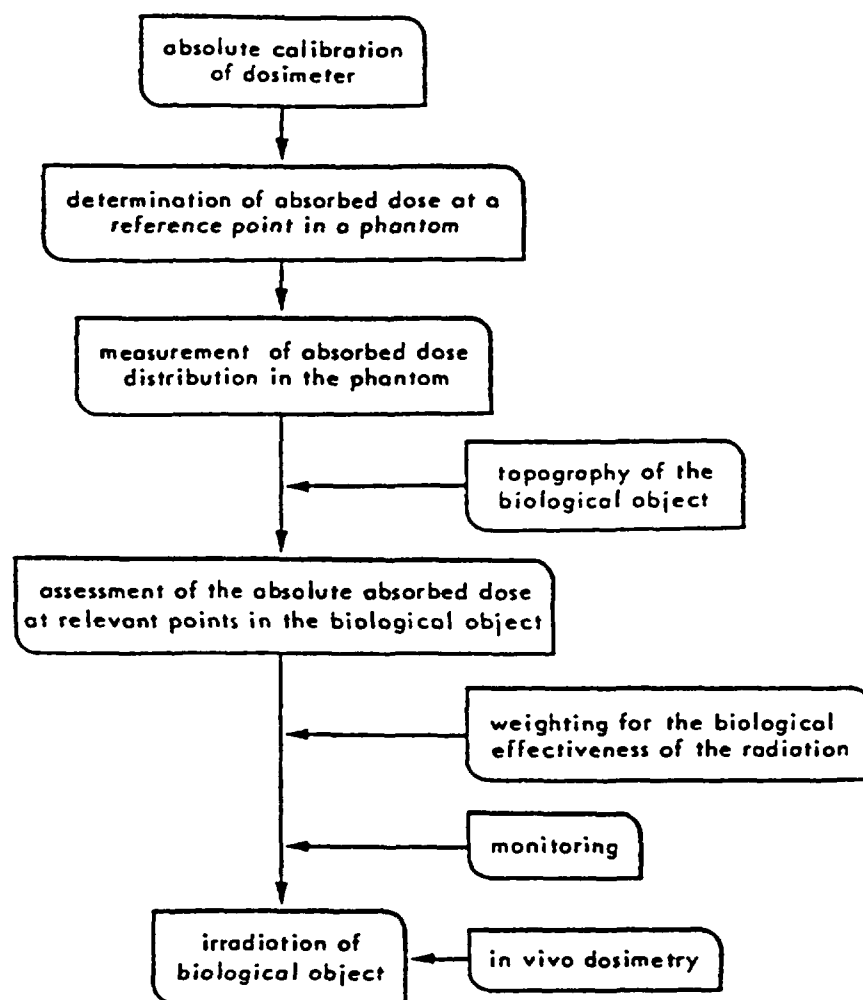 absolute calibration
of dosimeter
determination of absorbed dose at a
reference point in a phantom
measurement of absorbed dose
distribution in the phantom
topography of the
biological object
assessment of the absolute absorbed dose
at relevant points in the biological object
weighting for the biological
effectiveness of the radiation
monitoring
irradiation of
biological object
in vivo dosimetry